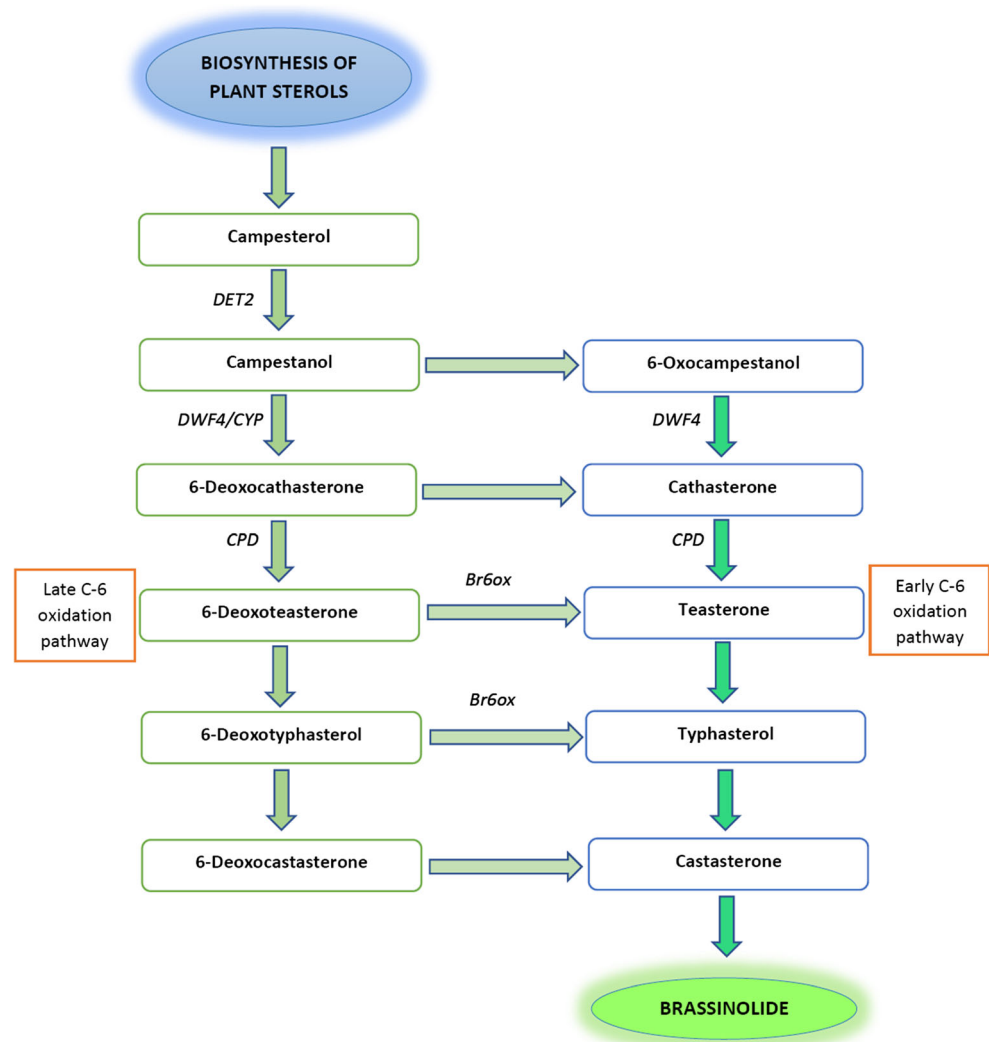 BIOSYNTHESIS OF
PLANT STEROLS
Campesterol
DET2
Campestanol
6-Oxocampestanol
DWF4/CYP
DWF4
6-Deoxocathasterone
Cathasterone
CPD
CPD
Late C-6
oxidation
pathway
6-Deoxoteasterone
Br6ox
Teasterone
Early C-6
oxidation
pathway
6-Deoxotyphasterol
Br6ox
Typhasterol
6-Deoxocastasterone
Castasterone
BRASSINOLIDE